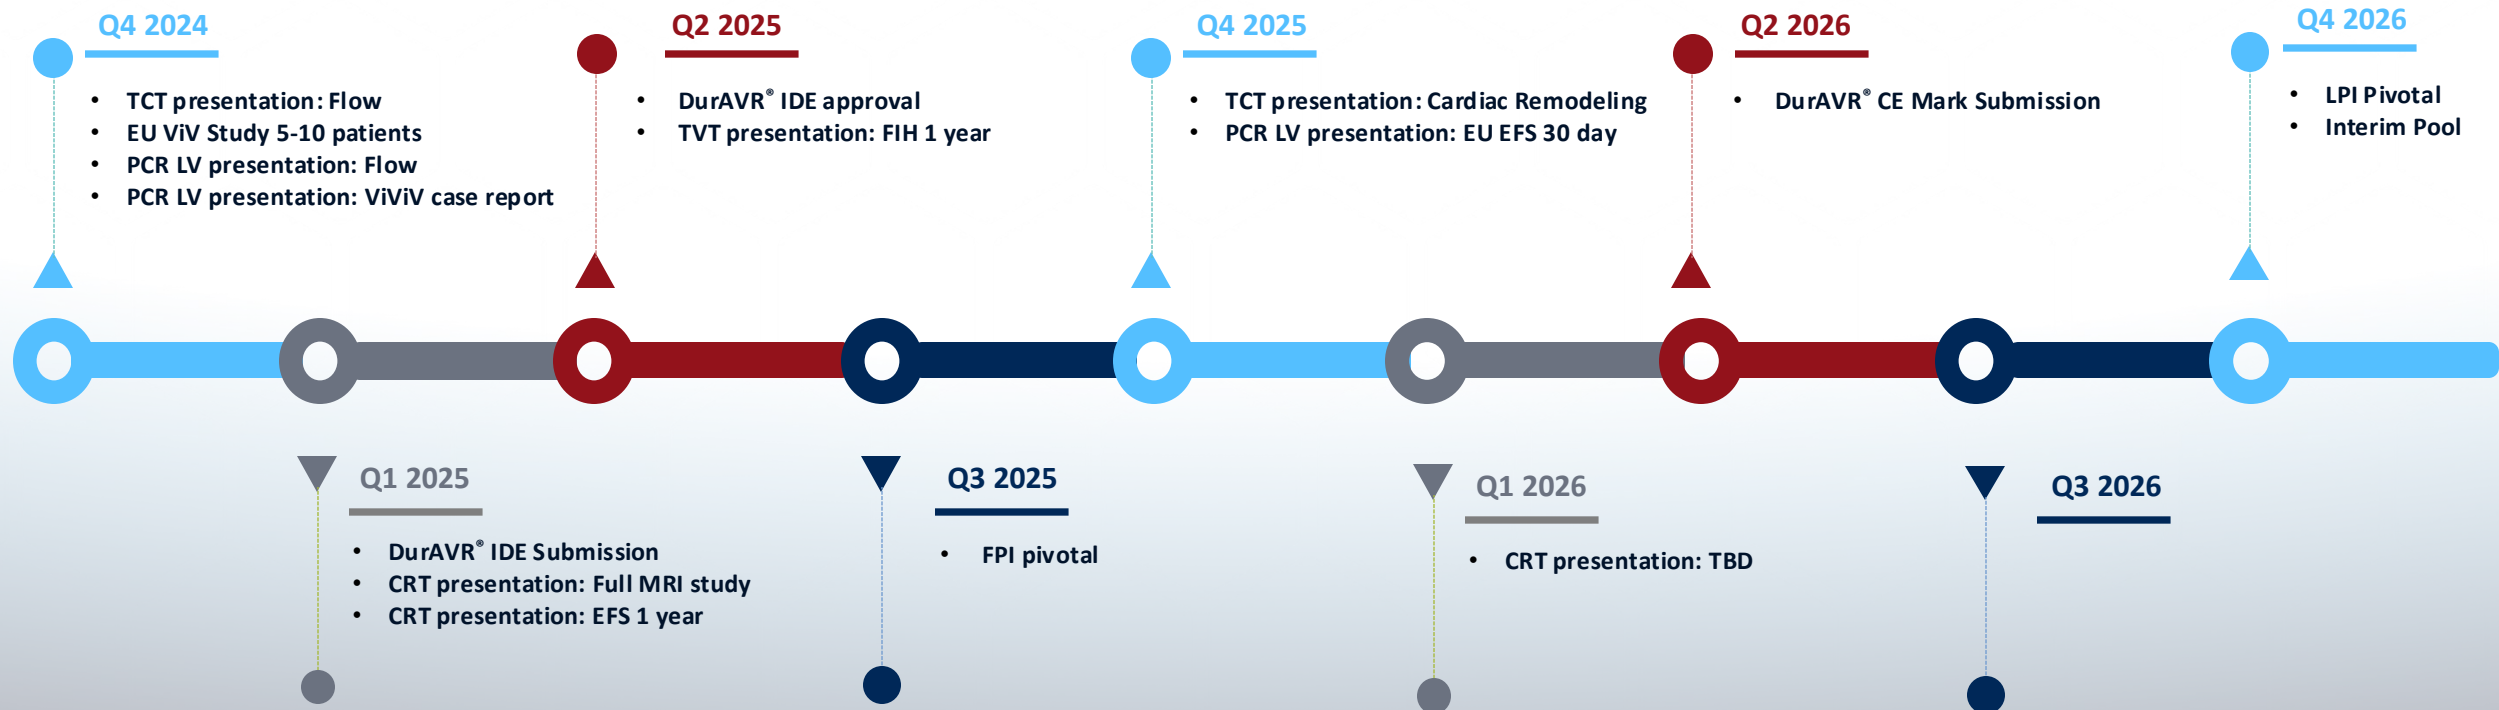 Q4 2024
• TCT presentation: Flow
• EU ViV Study 5-10 patients
• PCR LV presentation: Flow
• PCR LV presentation: ViViV case report
Q2 2025
• DurAVR® IDE approval
• TVT presentation: FIH 1 year
Q4 2025
• TCT presentation: Cardiac Remodeling
• PCR LV presentation: EU EFS 30 day
Q2 2026
• DurAVR® CE Mark Submission
Q4 2026
• LPI Pivotal
• Interim Pool
Q1 2025
• DurAVR® IDE Submission
• CRT presentation: Full MRI study
• CRT presentation: EFS 1 year
Q3 2025
• FPI pivotal
Q1 2026
• CRT presentation: TBD
Q3 2026